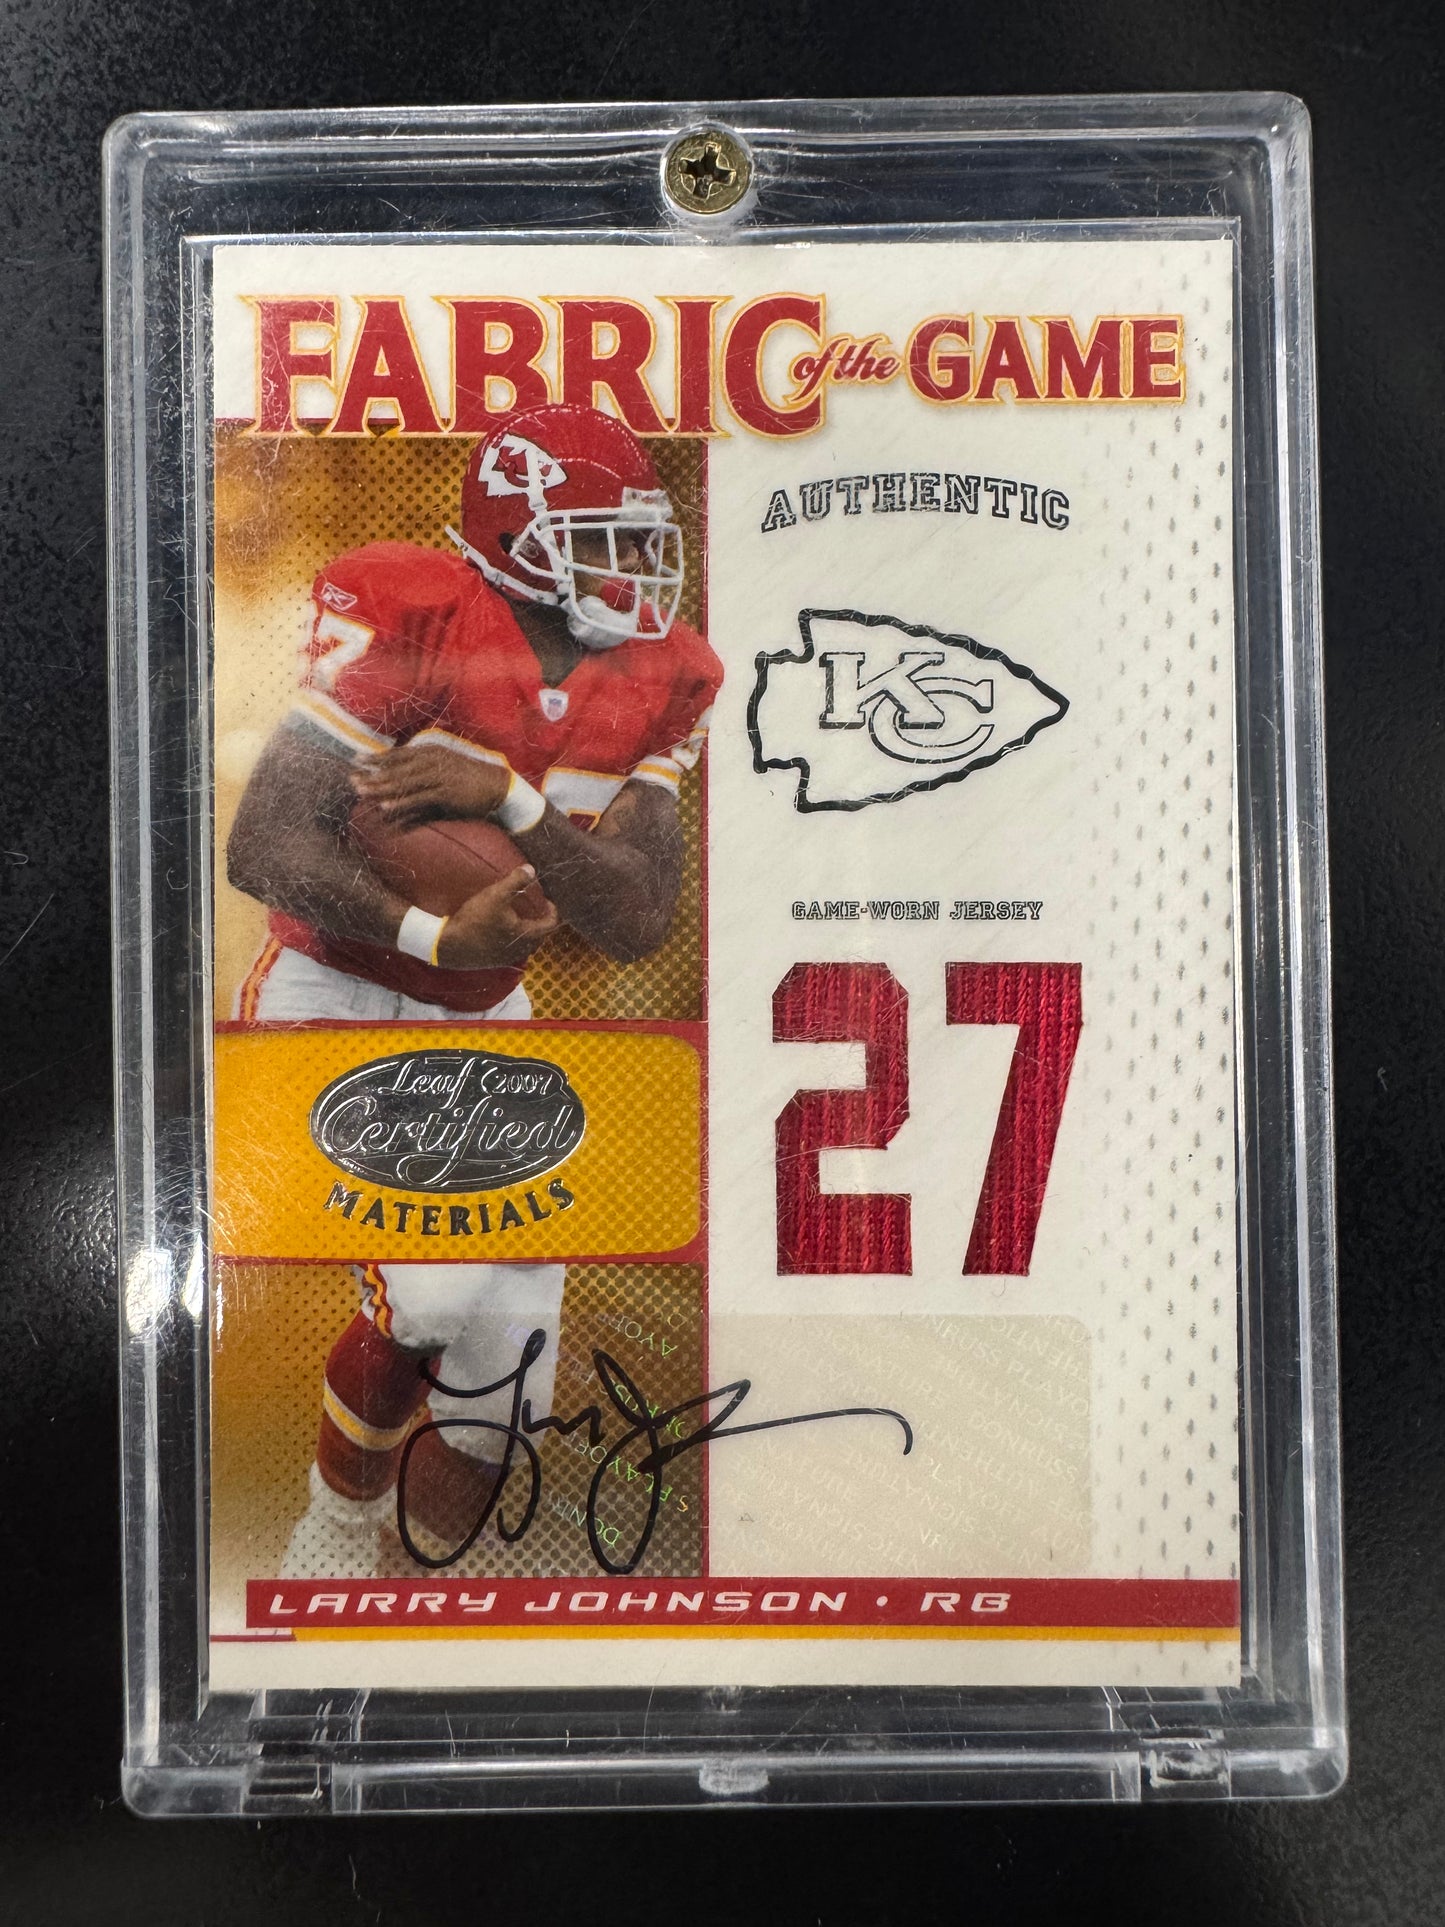 FABRIC of the GAME
AUTHENTIC
KC
GAME-WORN JERSEY
27
Leaf 2007
Certified
MATERIALS
LARRY JOHNSON • RB